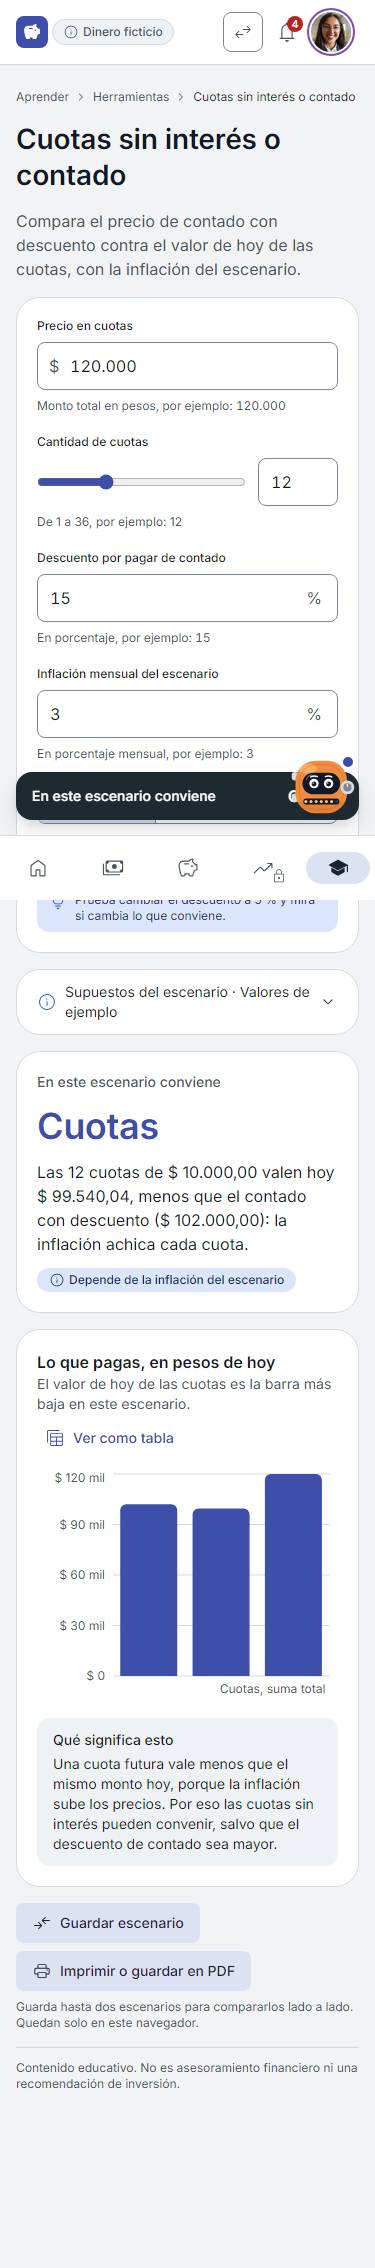 Dinero ficticio
4
Aprender > Herramientas > Cuotas sin interés o contado
Cuotas sin interés o
contado
Compara el precio de contado con
descuento contra el valor de hoy de las
cuotas, con la inflación del escenario.
Precio en cuotas
$ 120.000
Monto total en pesos, por ejemplo: 120.000
Cantidad de cuotas
12
De 1 a 36, por ejemplo: 12
Descuento por pagar de contado
15 %
En porcentaje, por ejemplo: 15
Inflación mensual del escenario
3 %
En porcentaje mensual, por ejemplo: 3
En este escenario conviene
Prueba cambiar el descuento a 5 % y mira
si cambia lo que conviene.
Supuestos del escenario · Valores de
ejemplo
En este escenario conviene
Cuotas
Las 12 cuotas de $ 10.000,00 valen hoy
$ 99.540,04, menos que el contado
con descuento ($ 102.000,00): la
inflación achica cada cuota.
Depende de la inflación del escenario
Lo que pagas, en pesos de hoy
El valor de hoy de las cuotas es la barra más
baja en este escenario.
Ver como tabla
$ 120 mil
$ 90 mil
$ 60 mil
$ 30 mil
$ 0
Cuotas, suma total
Qué significa esto
Una cuota futura vale menos que el
mismo monto hoy, porque la inflación
sube los precios. Por eso las cuotas sin
interés pueden convenir, salvo que el
descuento de contado sea mayor.
Guardar escenario
Imprimir o guardar en PDF
Guarda hasta dos escenarios para compararlos lado a lado.
Quedan solo en este navegador.
Contenido educativo. No es asesoramiento financiero ni una
recomendación de inversión.